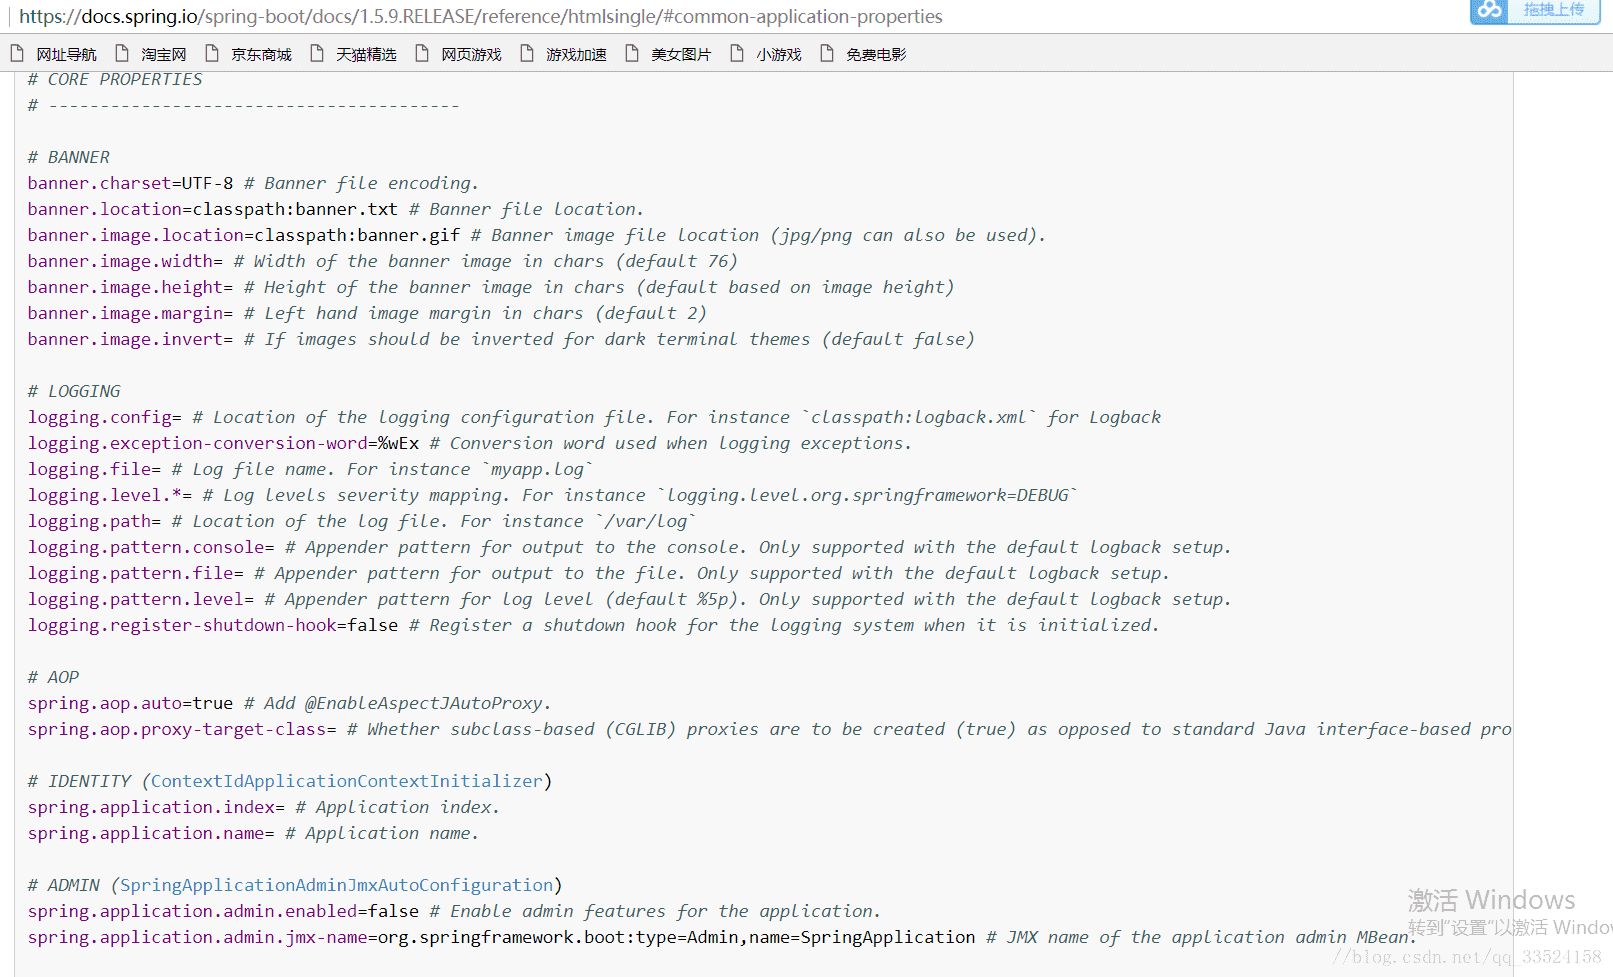 https://docs.spring.io/spring-boot/docs/1.5.9.RELEASE/reference/htmlsingle/#common-application-properties
拖拽上传
网址导航 淘宝网 京东商城 天猫精选 网页游戏 游戏加速 美女图片 小游戏 免费电影
# CORE PROPERTIES
# ----------------------------------------
# BANNER
banner.charset=UTF-8 # Banner file encoding.
banner.location=classpath:banner.txt # Banner file location.
banner.image.location=classpath:banner.gif # Banner image file location (jpg/png can also be used).
banner.image.width= # Width of the banner image in chars (default 76)
banner.image.height= # Height of the banner image in chars (default based on image height)
banner.image.margin= # Left hand image margin in chars (default 2)
banner.image.invert= # If images should be inverted for dark terminal themes (default false)
# LOGGING
logging.config= # Location of the logging configuration file. For instance `classpath:logback.xml` for Logback
logging.exception-conversion-word=%wEx # Conversion word used when logging exceptions.
logging.file= # Log file name. For instance `myapp.log`
logging.level.*= # Log levels severity mapping. For instance `logging.level.org.springframework=DEBUG`
logging.path= # Location of the log file. For instance `/var/log`
logging.pattern.console= # Appender pattern for output to the console. Only supported with the default logback setup.
logging.pattern.file= # Appender pattern for output to the file. Only supported with the default logback setup.
logging.pattern.level= # Appender pattern for log level (default %5p). Only supported with the default logback setup.
logging.register-shutdown-hook=false # Register a shutdown hook for the logging system when it is initialized.
# AOP
spring.aop.auto=true # Add @EnableAspectJAutoProxy.
spring.aop.proxy-target-class= # Whether subclass-based (CGLIB) proxies are to be created (true) as opposed to standard Java interface-based pro
# IDENTITY (ContextIdApplicationContextInitializer)
spring.application.index= # Application index.
spring.application.name= # Application name.
# ADMIN (SpringApplicationAdminJmxAutoConfiguration)
spring.application.admin.enabled=false # Enable admin features for the application.
spring.application.admin.jmx-name=org.springframework.boot:type=Admin,name=SpringApplication # JMX name of the application admin MBean.
激活 Windows
转到"设置"以激活 Windo
//blog.csdn.net/qq_33524158